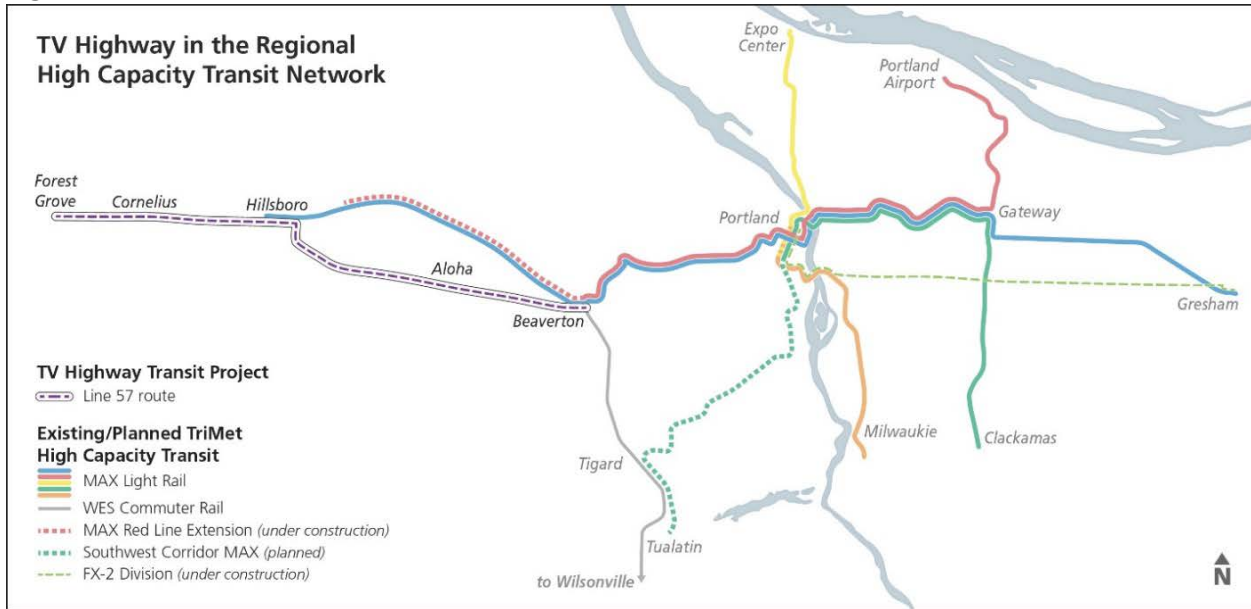 TV Highway in the Regional
High Capacity Transit Network
Expo
Center
Portland
Airport
Forest
Grove
Cornelius
Hillsboro
Portland
Gateway
Aloha
Beaverton
Gresham
TV Highway Transit Project
Line 57 route
Existing/Planned TriMet
High Capacity Transit
MAX Light Rail
WES Commuter Rail
MAX Red Line Extension (under construction)
Southwest Corridor MAX (planned)
FX-2 Division (under construction)
Milwaukie
Clackamas
Tigard
Tualatin
to Wilsonville
N